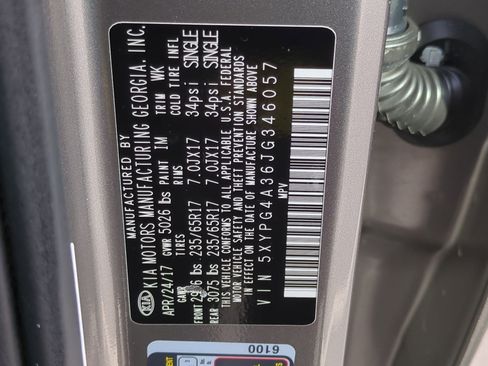 MANUFACTURED BY
KIA KIA MOTORS MANUFACTURING GEORGIA, INC.
APR/24/17 GVWR 5026 lbs PAINT IM TRIM WK
GAWR TIRES RIMS COLD TIRE INFL
FRONT 2976 lbs 235/65R17 7.0JX17 34psi SINGLE
REAR 3075 lbs 235/65R17 7.0JX17 34psi SINGLE
THIS VEHICLE CONFORMS TO ALL APPLICABLE U.S.A. FEDERAL
MOTOR VEHICLE SAFETY AND THEFT PREVENTION STANDARDS
IN EFFECT ON THE DATE OF MANUFACTURE SHOWN ABOVE
VIN 5XYPG4A36JG346057
MPV
6100